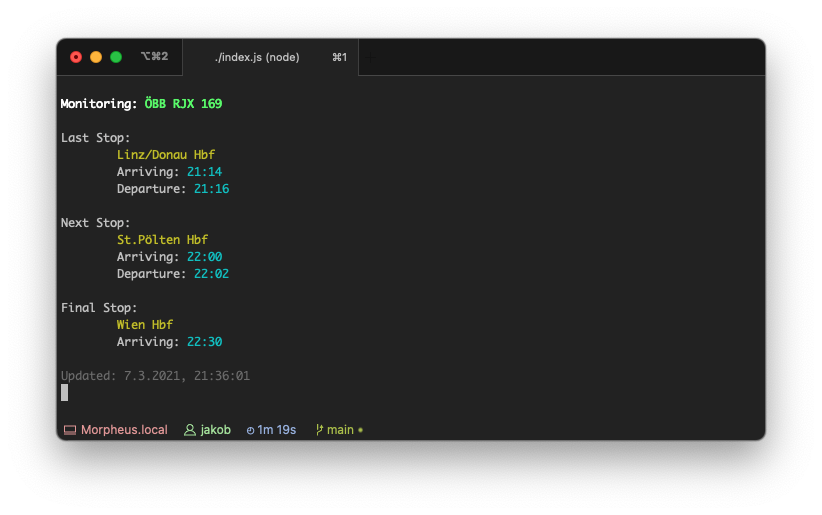 ⌥⌘2
./index.js (node)
⌘1
Monitoring: ÖBB RJX 169
Last Stop:
Linz/Donau Hbf
Arriving: 21:14
Departure: 21:16
Next Stop:
St.Pölten Hbf
Arriving: 22:00
Departure: 22:02
Final Stop:
Wien Hbf
Arriving: 22:30
Updated: 7.3.2021, 21:36:01
Morpheus.local jakob 1m 19s main *